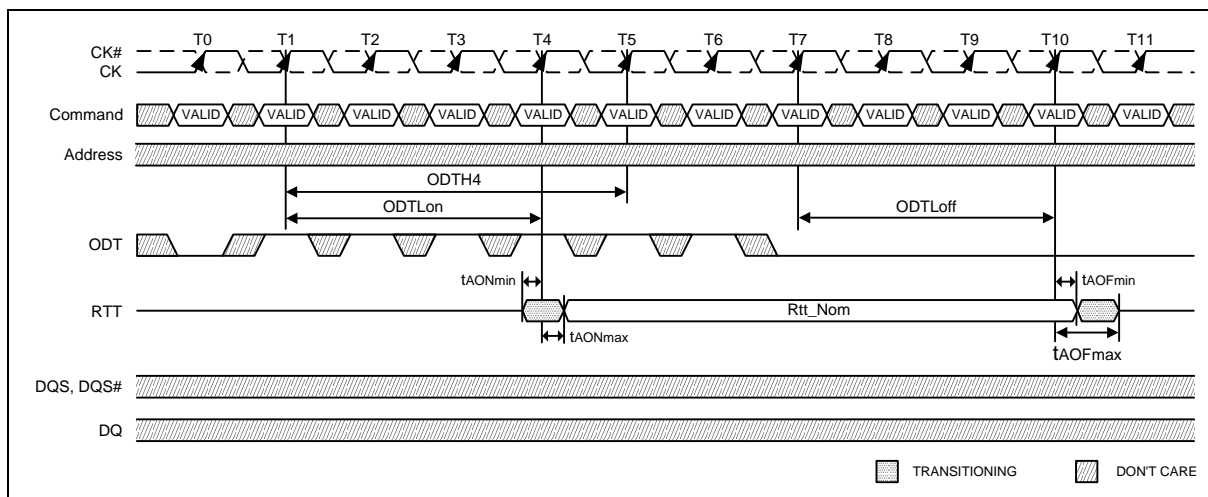 T0 T1 T2 T3 T4 T5 T6 T7 T8 T9 T10 T11
CK#
CK
Command VALID VALID VALID VALID VALID VALID VALID VALID VALID VALID VALID VALID
Address
ODTH4
ODTLon ODTLoff
ODT
tAONmin tAOFmin
RTT Rtt_Nom
tAONmax
tAOFmax
DQS, DQS#
DQ
TRANSITIONING DON'T CARE